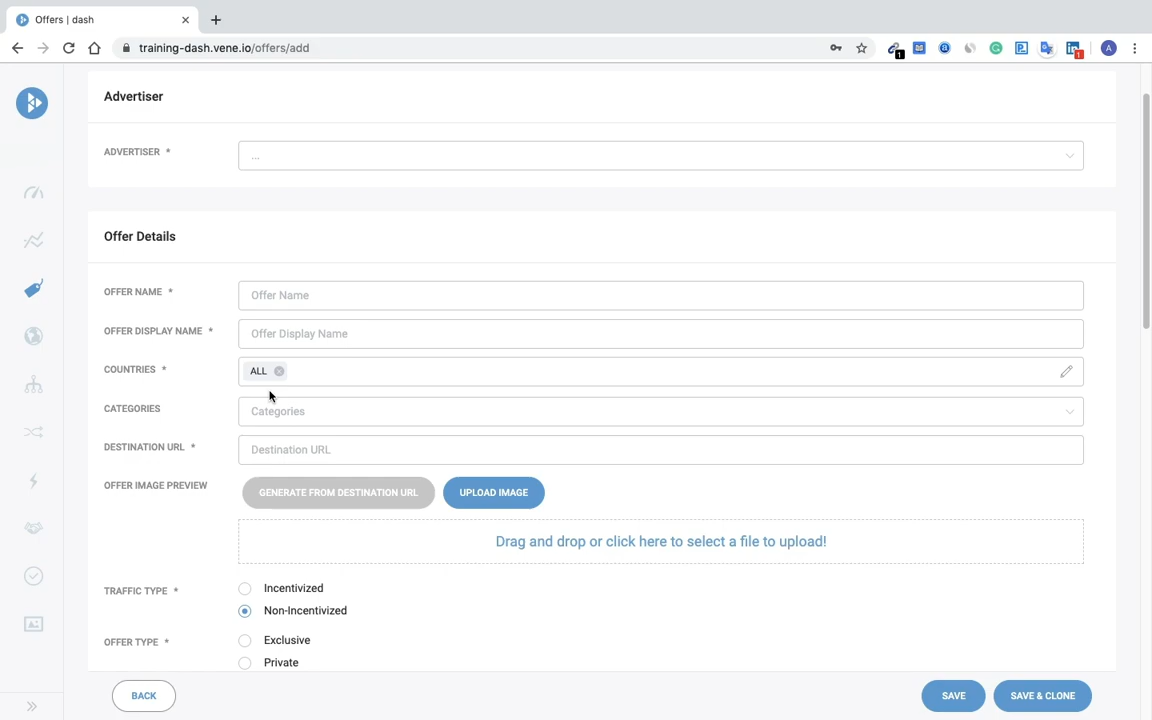 Offers | dash
training-dash.vene.io/offers/add
1
1
A
Advertiser
ADVERTISER *
...
Offer Details
OFFER NAME *
Offer Name
OFFER DISPLAY NAME *
Offer Display Name
COUNTRIES *
ALL
CATEGORIES
Categories
DESTINATION URL *
Destination URL
OFFER IMAGE PREVIEW
GENERATE FROM DESTINATION URL
UPLOAD IMAGE
Drag and drop or click here to select a file to upload!
TRAFFIC TYPE *
Incentivized
Non-Incentivized
OFFER TYPE *
Exclusive
Private
BACK
SAVE
SAVE & CLONE